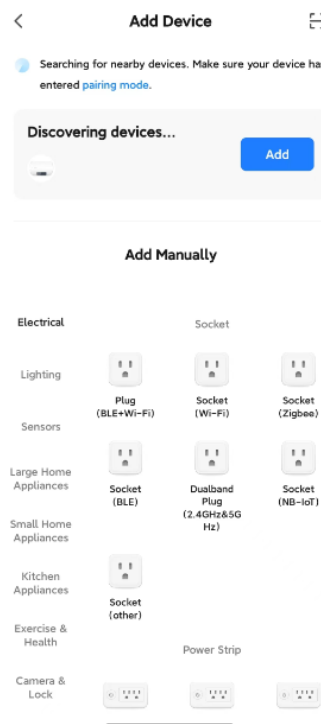 Add Device
Searching for nearby devices. Make sure your device ha
entered pairing mode.
Discovering devices...
Add
Add Manually
Electrical
Socket
Lighting
Plug
(BLE+Wi-Fi)
Socket
(Wi-Fi)
Socket
(Zigbee)
Sensors
Large Home
Appliances
Socket
(BLE)
Dualband
Plug
(2.4GHz&5G
Hz)
Socket
(NB-IoT)
Small Home
Appliances
Kitchen
Appliances
Socket
(other)
Exercise &
Health
Power Strip
Camera &
Lock